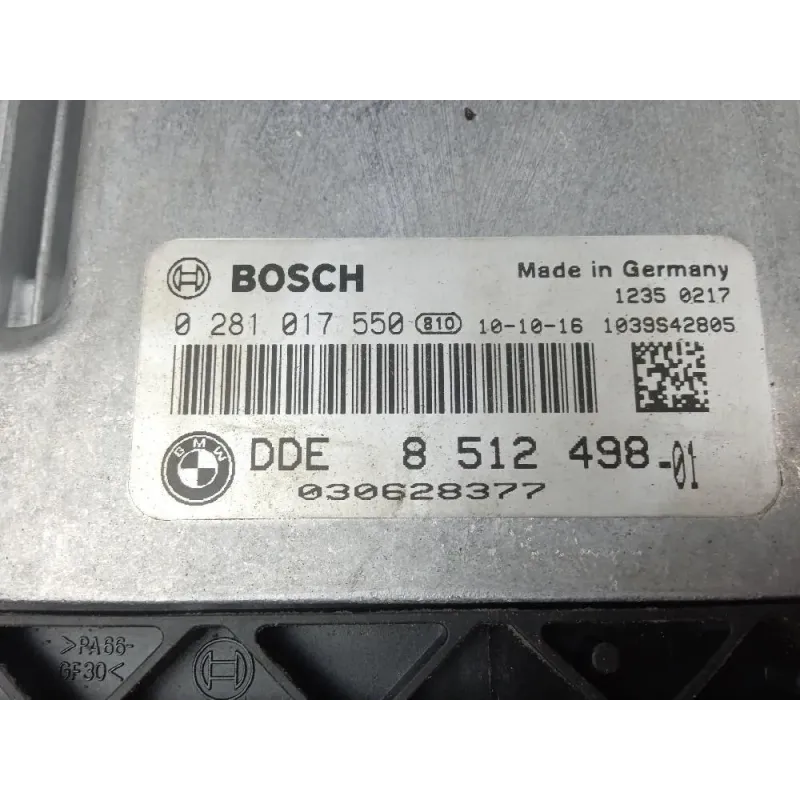 BOSCH Made in Germany
1235 0217
0 281 017 550 810 10-10-16 1039S42805
BMW DDE 8 512 498-01
030628377
>PA66-
GF30<